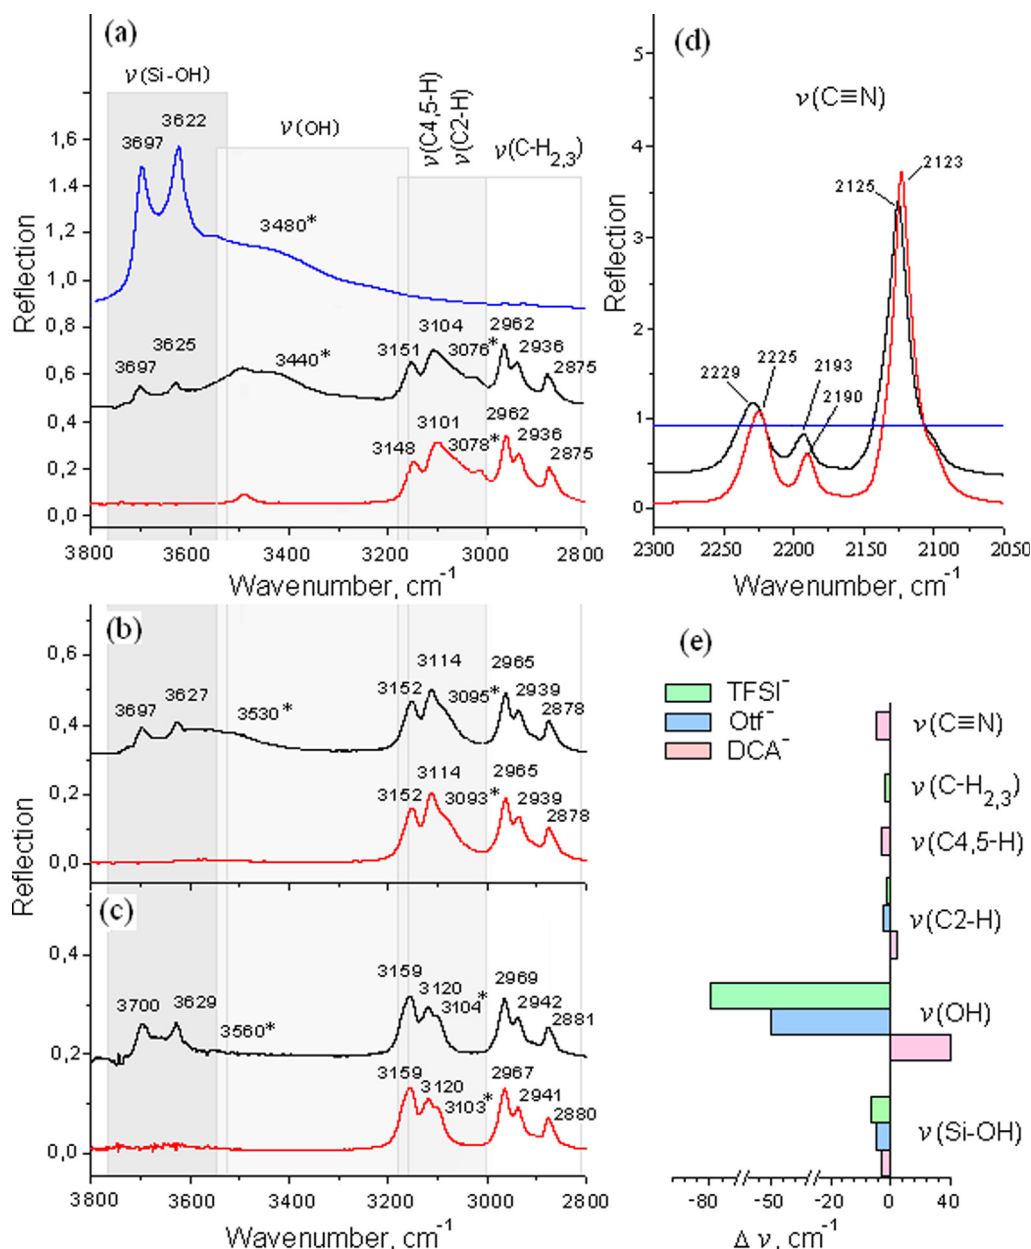 (a)
ν(Si-OH)
ν(OH)
ν(C4,5-H)
ν(C2-H)
ν(C-H2,3)
3697
3622
3480*
3697
3625
3440*
3151
3104
3076*
2962
2936
2875
3148
3101
3078*
2962
2936
2875
Reflection
1,6
1,4
1,2
1,0
0,8
0,6
0,4
0,2
0,0
3800 3600 3400 3200 3000 2800
Wavenumber, cm-1
(d)
ν(C≡N)
2123
2125
2229
2225
2193
2190
Reflection
5
4
3
2
1
0
2300 2250 2200 2150 2100 2050
Wavenumber, cm-1
(b)
3697
3627
3530*
3152
3114
3095*
2965
2939
2878
3152
3114
3093*
2965
2939
2878
0,6
0,4
0,2
0,0
Reflection
(c)
3700
3629
3560*
3159
3120
3104*
2969
2942
2881
3159
3120
3103*
2967
2941
2880
0,4
0,2
0,0
3800 3600 3400 3200 3000 2800
Wavenumber, cm-1
(e)
TFSI-
Otf-
DCA-
ν(C≡N)
ν(C-H2,3)
ν(C4,5-H)
ν(C2-H)
ν(OH)
ν(Si-OH)
-80 -50 -20 0 40
Δ ν, cm-1